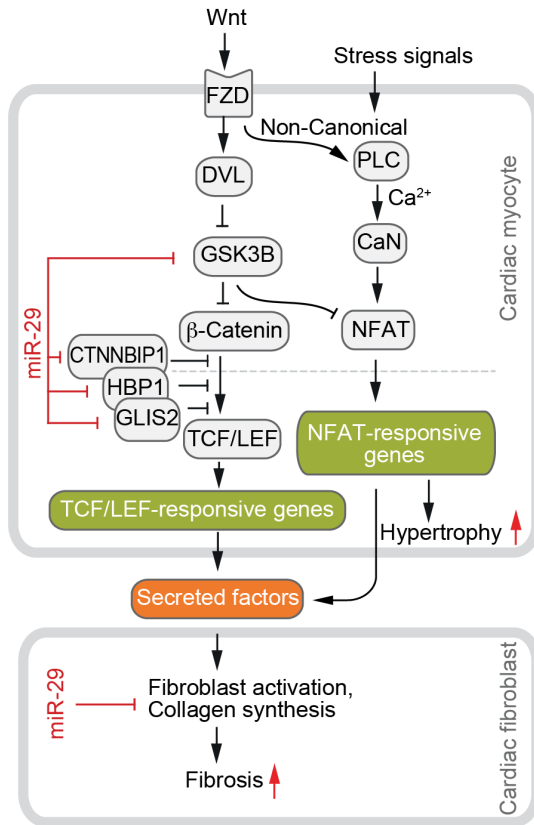 Wnt
Stress signals
FZD
Non-Canonical
PLC
DVL
Ca²⁺
GSK3B
CaN
β-Catenin
NFAT
miR-29
CTNNBIP1
HBP1
GLIS2
TCF/LEF
NFAT-responsive
genes
TCF/LEF-responsive genes
Hypertrophy
Cardiac myocyte
Secreted factors
miR-29
Fibroblast activation,
Collagen synthesis
Fibrosis
Cardiac fibroblast